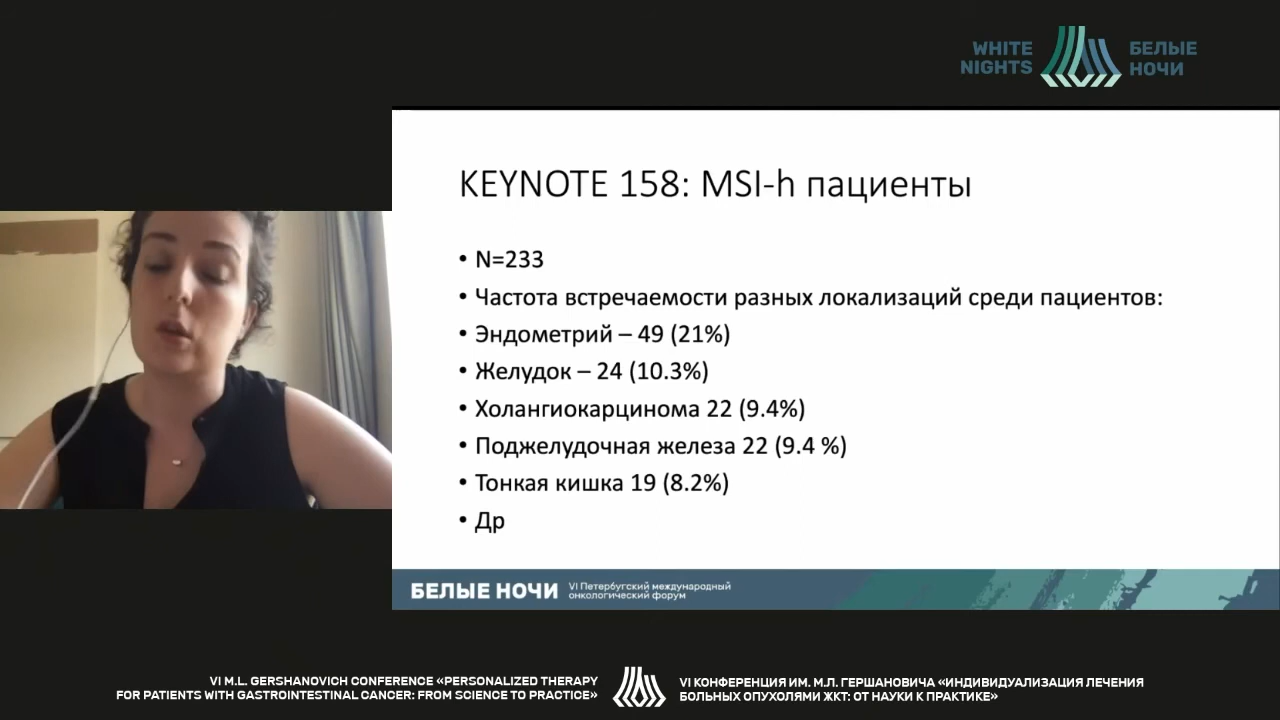 WHITE
NIGHTS
БЕЛЫЕ
НОЧИ
KEYNOTE 158: MSI-h пациенты
• N=233
• Частота встречаемости разных локализаций среди пациентов:
• Эндометрий – 49 (21%)
• Желудок – 24 (10.3%)
• Холангиокарцинома 22 (9.4%)
• Поджелудочная железа 22 (9.4 %)
• Тонкая кишка 19 (8.2%)
• Др
БЕЛЫЕ НОЧИ
VI Петербургский международный
онкологический форум
VI M.L. GERSHANOVICH CONFERENCE «PERSONALIZED THERAPY
FOR PATIENTS WITH GASTROINTESTINAL CANCER: FROM SCIENCE TO PRACTICE»
VI КОНФЕРЕНЦИЯ ИМ. М.Л. ГЕРШАНОВИЧА «ИНДИВИДУАЛИЗАЦИЯ ЛЕЧЕНИЯ
БОЛЬНЫХ ОПУХОЛЯМИ ЖКТ: ОТ НАУКИ К ПРАКТИКЕ»